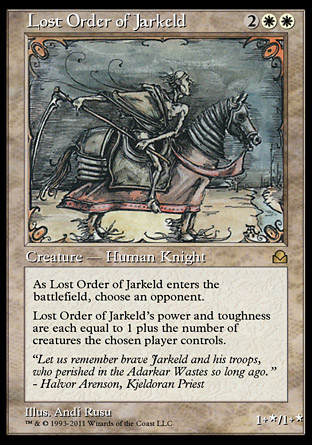 Lost Order of Jarkeld 2
Creature — Human Knight
As Lost Order of Jarkeld enters the
battlefield, choose an opponent.
Lost Order of Jarkeld's power and toughness
are each equal to 1 plus the number of
creatures the chosen player controls.
"Let us remember brave Jarkeld and his troops,
who perished in the Adarkar Wastes so long ago."
- Halvor Arenson, Kjeldoran Priest
Illus. Andi Rusu
™ & © 1993-2011 Wizards of the Coast LLC
1+*/1+*